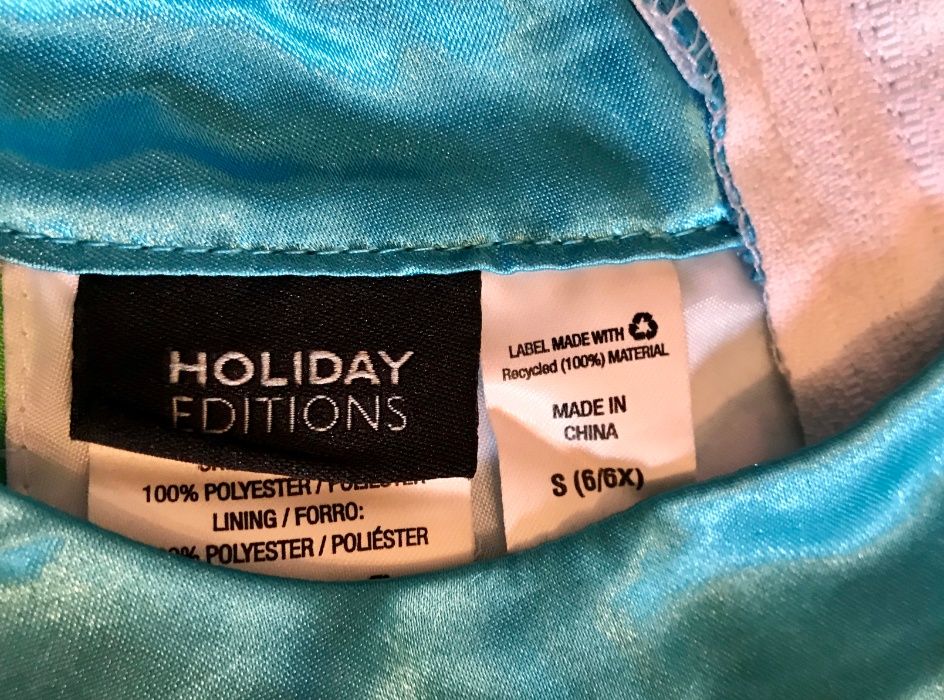 HOLIDAY
EDITIONS
100% POLYESTER / POLIÉSTER
LINING / FORRO:
POLYESTER / POLIÉSTER
LABEL MADE WITH
Recycled (100%) MATERIAL
MADE IN
CHINA
S (6/6X)